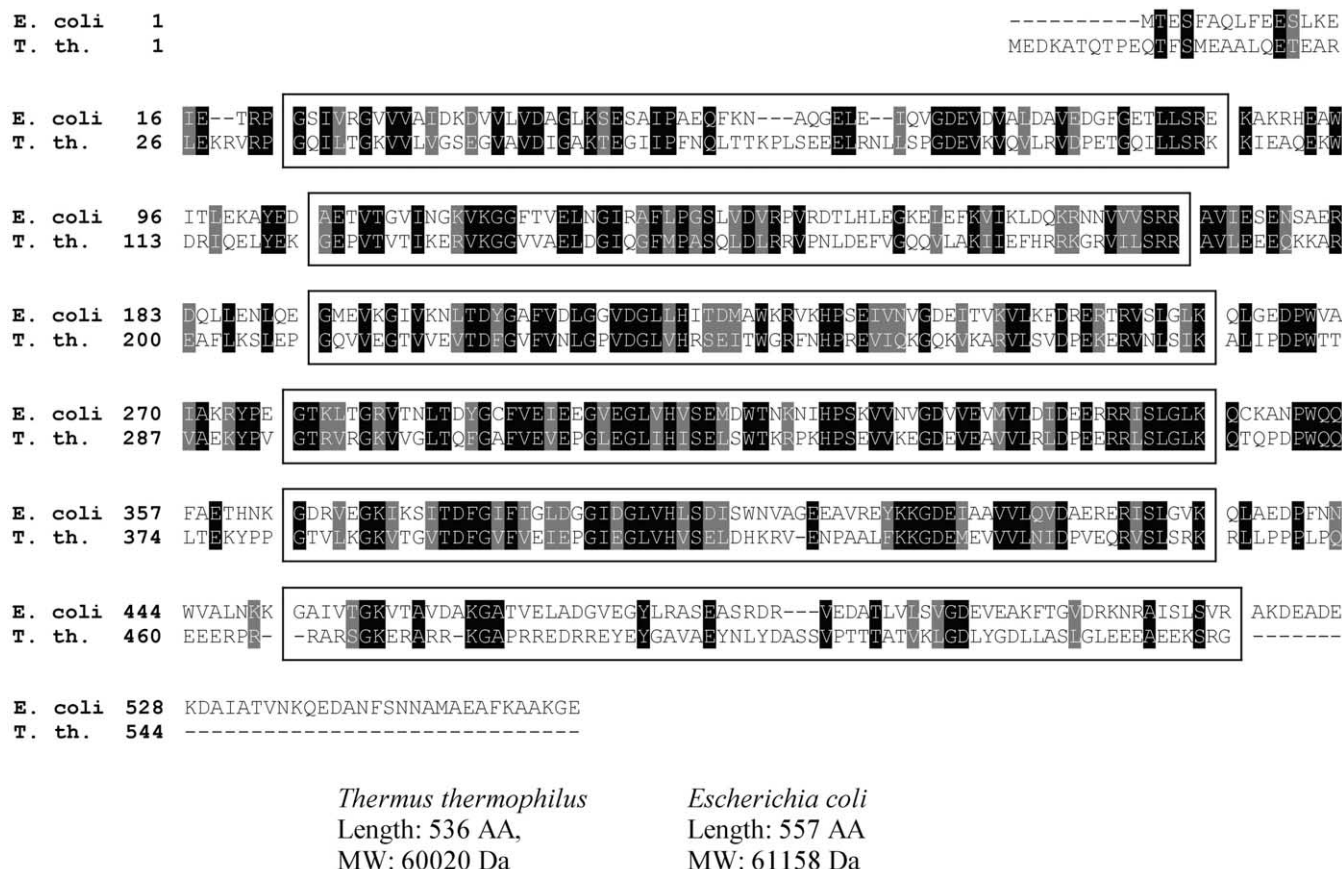 E. coli 1 ----------MTESFAQLFEESLKE
T. th. 1 MEDKATQTPEQTFSMEAALQETEAR
E. coli 16 IE--TRP GSIVRGVVVAIDKDVVLVDAGLKSESAIPAEQFKN---AQGELE--IQVGDEVDVALDAVEDGFGETLLSRE KAKRHEAW
T. th. 26 LEKRVRP GQILTGKVVLVGSEGVAVDIGAKTEGIIPFNQLTTKPLSEEELRNLLSPGDEVKVQVLRVDPETGQILLSRK KIEAQEKW
E. coli 96 ITLEKAYED AETVTGVINGKVKGGFTVELNGIRAFLPGSLVDVRPVRDTLHLEGKELEFKVIKLDQKRNNVVVSRR AVIESENSAER
T. th. 113 DRIQELYEK GEPVTVTIKERVKGGVVAELDGIQGFMPASQLDLRRVPNLDEFVGQQVLAKIIEFHRRKGRVILSRR AVLEEEQKKAR
E. coli 183 DQLLENLQE GMEVKGIVKNLTDYGAFVDLGGVDGLLHITDMAWKRVKHPSEIVNVGDEITVKVLKFDRERTRVSLGLK QLGEDPWVA
T. th. 200 EAFLKSLEP GQVVEGTVVEVTDFGVFVNLGPVDGLVHRSEITWGRFNHPREVIQKGQKVKARVLSVDPEKERVNLSIK ALIPDPWTT
E. coli 270 IAKRYPE GTKLTGRVTNLTDYGCFVEIEEGVEGLVHVSEMDWTNKNIHPSKVVNVGDVVEVMVLDIDEERRRISLGLK QCKANPWQQ
T. th. 287 VAEKYPV GTRVRGKVVGLTQFGAFVEVEPGLEGLIHISELSWTKRPKHPSEVVKEGDEVEAVVLRLDPEERRLSLGLK QTQPDPWQQ
E. coli 357 FAETHNK GDRVEGKIKSITDFGIFIGLDGGIDGLVHLSDISWNVAGEEAVREYKKGDEIAAVVLQVDAERERISLGVK QLAEDPFNN
T. th. 374 LTEKYPP GTVLKGKVTGVTDFGVFVEIEPGIEGLVHVSELDHKRV-ENPAALFKKGDEMEVVVLNIDPVEQRVSLSRK RLLPPPLPQ
E. coli 444 WVALNKK GAIVTGKVTAVDAKGATVELADGVEGYLRASEASRDR---VEDATLVLSVGDEVEAKFTGVDRKNRAISLSVR AKDEADE
T. th. 460 EEERPR- -RARSGKERARR-KGAPRREDRREYEYGAVAEYNLYDASSVPTTTATVKLGDLYGDLLASLGLEEEAEEKSRG -------
E. coli 528 KDAIATVNKQEDANFSNNAMAEAFKAAKGE
T. th. 544 ------------------------------
Thermus thermophilus Escherichia coli
Length: 536 AA, Length: 557 AA
MW: 60020 Da MW: 61158 Da